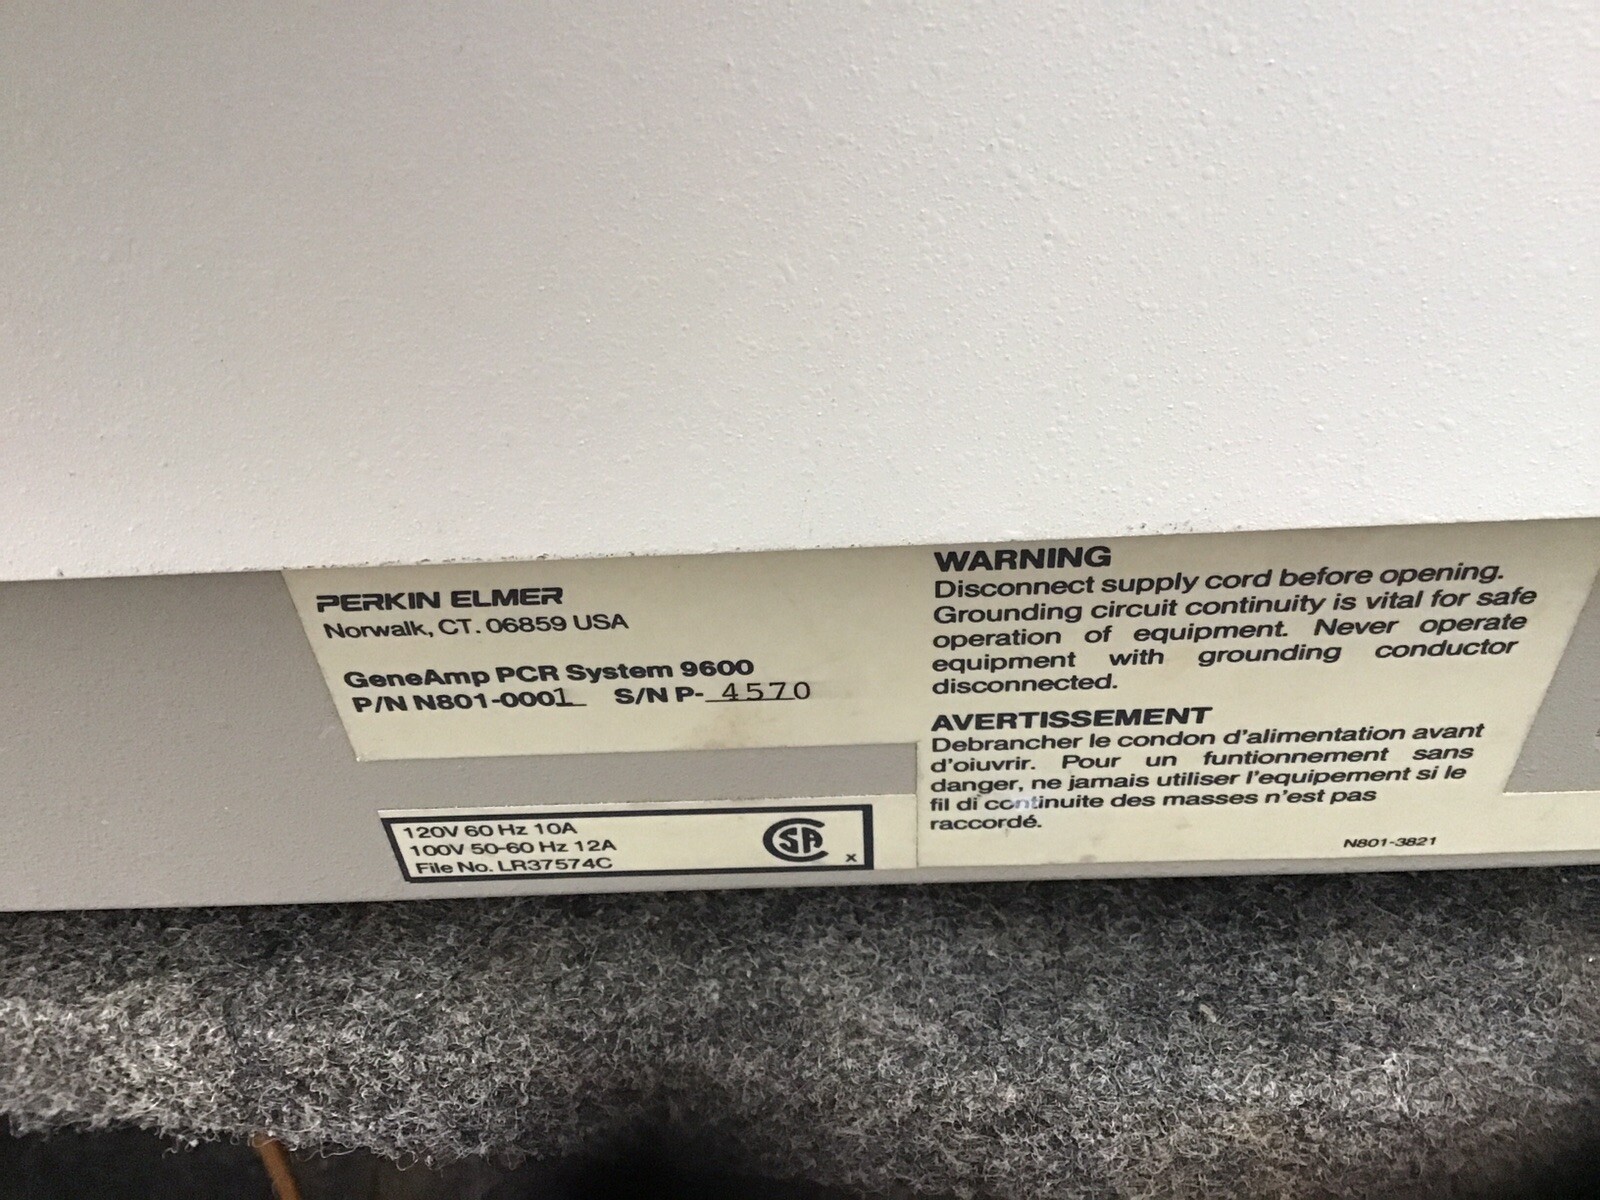 PERKIN ELMER
Norwalk, CT. 06859 USA
GeneAmp PCR System 9600
P/N N801-0001 S/N P- 4570
120V 60 Hz 10A
100V 50-60 Hz 12A
File No. LR37574C
SA
x
WARNING
Disconnect supply cord before opening.
Grounding circuit continuity is vital for safe
operation of equipment. Never operate
equipment with grounding conductor
disconnected.
AVERTISSEMENT
Debrancher le condon d'alimentation avant
d'oiuvrir. Pour un funtionnement sans
danger, ne jamais utiliser l'equipement si le
fil di continuite des masses n'est pas
raccordé.
N801-3821